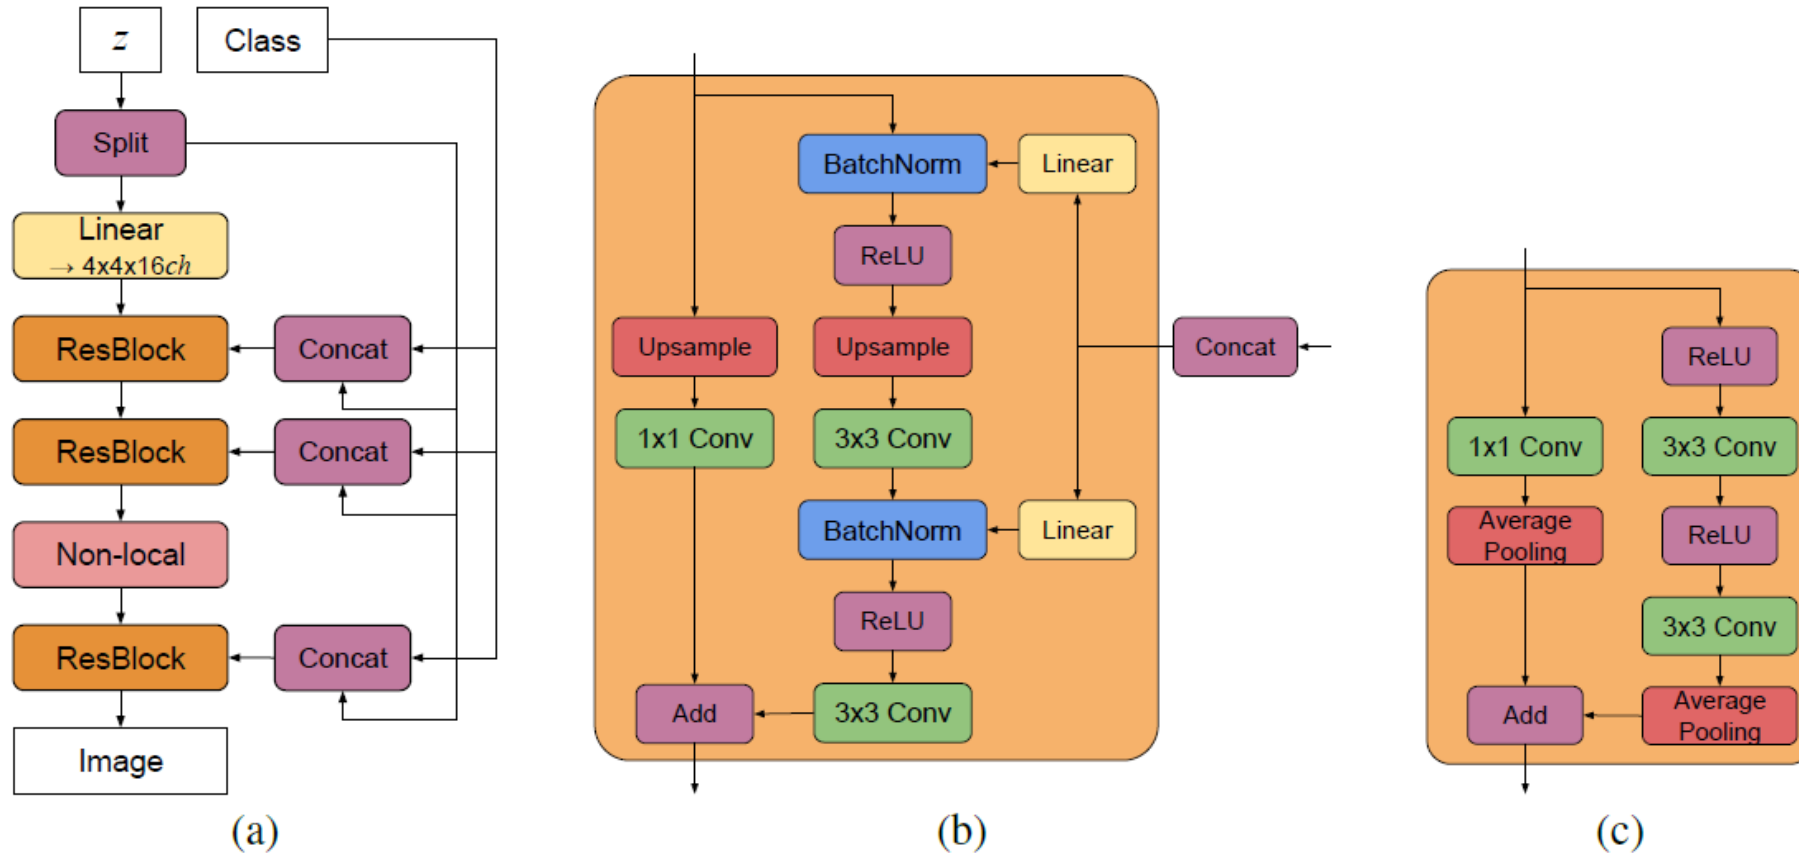 z
Class
Split
Linear
→ 4x4x16ch
ResBlock
Concat
ResBlock
Concat
Non-local
ResBlock
Concat
Image
(a)
BatchNorm
Linear
ReLU
Upsample
Upsample
Concat
1x1 Conv
3x3 Conv
BatchNorm
Linear
ReLU
Add
3x3 Conv
(b)
ReLU
1x1 Conv
3x3 Conv
Average
Pooling
ReLU
3x3 Conv
Add
Average
Pooling
(c)